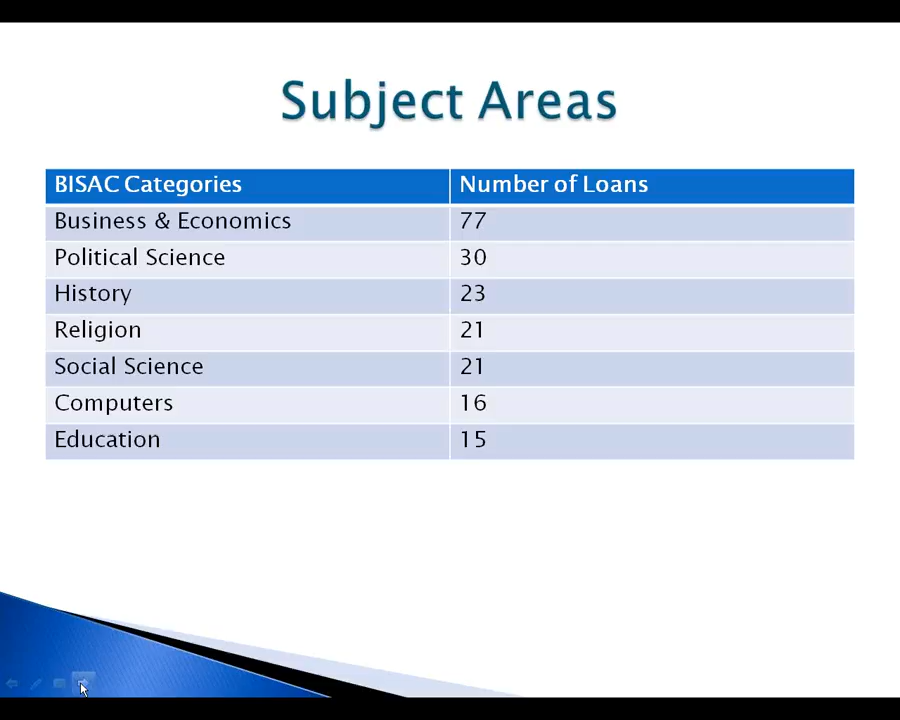 Subject Areas
BISAC Categories Number of Loans
Business & Economics 77
Political Science 30
History 23
Religion 21
Social Science 21
Computers 16
Education 15